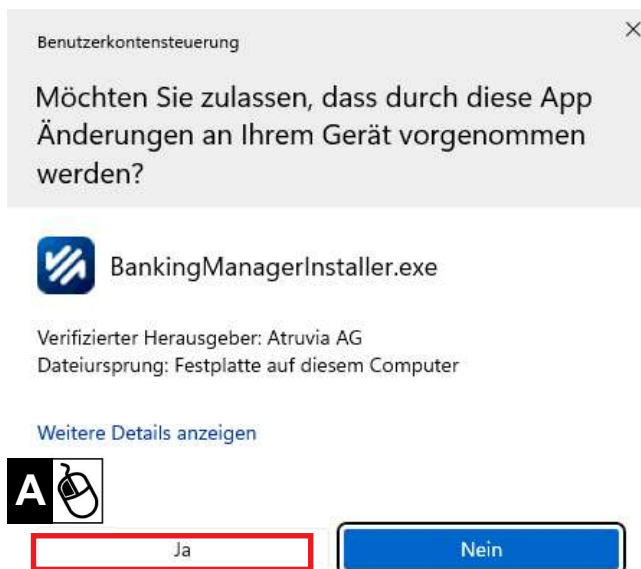 Benutzerkontensteuerung
Möchten Sie zulassen, dass durch diese App
Änderungen an Ihrem Gerät vorgenommen
werden?
BankingManagerInstaller.exe
Verifizierter Herausgeber: Atruvia AG
Dateiursprung: Festplatte auf diesem Computer
Weitere Details anzeigen
A
Ja Nein